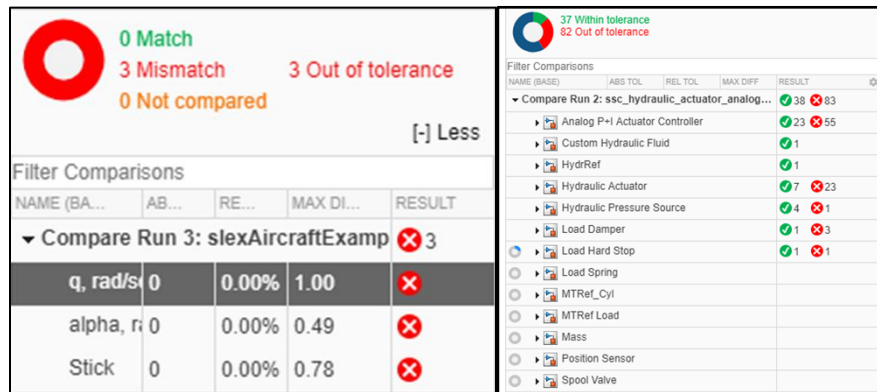 0 Match
3 Mismatch 3 Out of tolerance
0 Not compared
[-] Less
Filter Comparisons
NAME (BA... AB... RE... MAX DI... RESULT
Compare Run 3: slexAircraftExamp 3
q, rad/s 0 0.00% 1.00
alpha, ra 0 0.00% 0.49
Stick 0 0.00% 0.78
37 Within tolerance
82 Out of tolerance
Filter Comparisons
NAME (BASE) ABS TOL REL TOL MAX DIFF RESULT
Compare Run 2: ssc_hydraulic_actuator_analog... 38 83
Analog P+I Actuator Controller 23 55
Custom Hydraulic Fluid 1
HydrRef 1
Hydraulic Actuator 7 23
Hydraulic Pressure Source 4 1
Load Damper 1 3
Load Hard Stop 1 1
Load Spring
MTRef_Cyl
MTRef Load
Mass
Position Sensor
Spool Valve